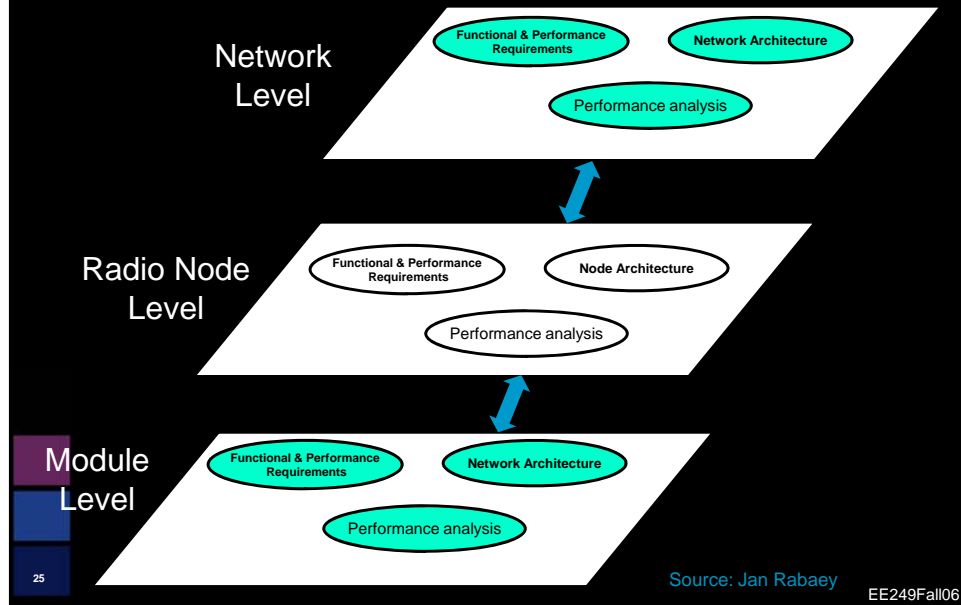 Network
Level
Functional & Performance
Requirements
Network Architecture
Performance analysis
Radio Node
Level
Functional & Performance
Requirements
Node Architecture
Performance analysis
Module
Level
Functional & Performance
Requirements
Network Architecture
Performance analysis
25
Source: Jan Rabaey
EE249Fall06